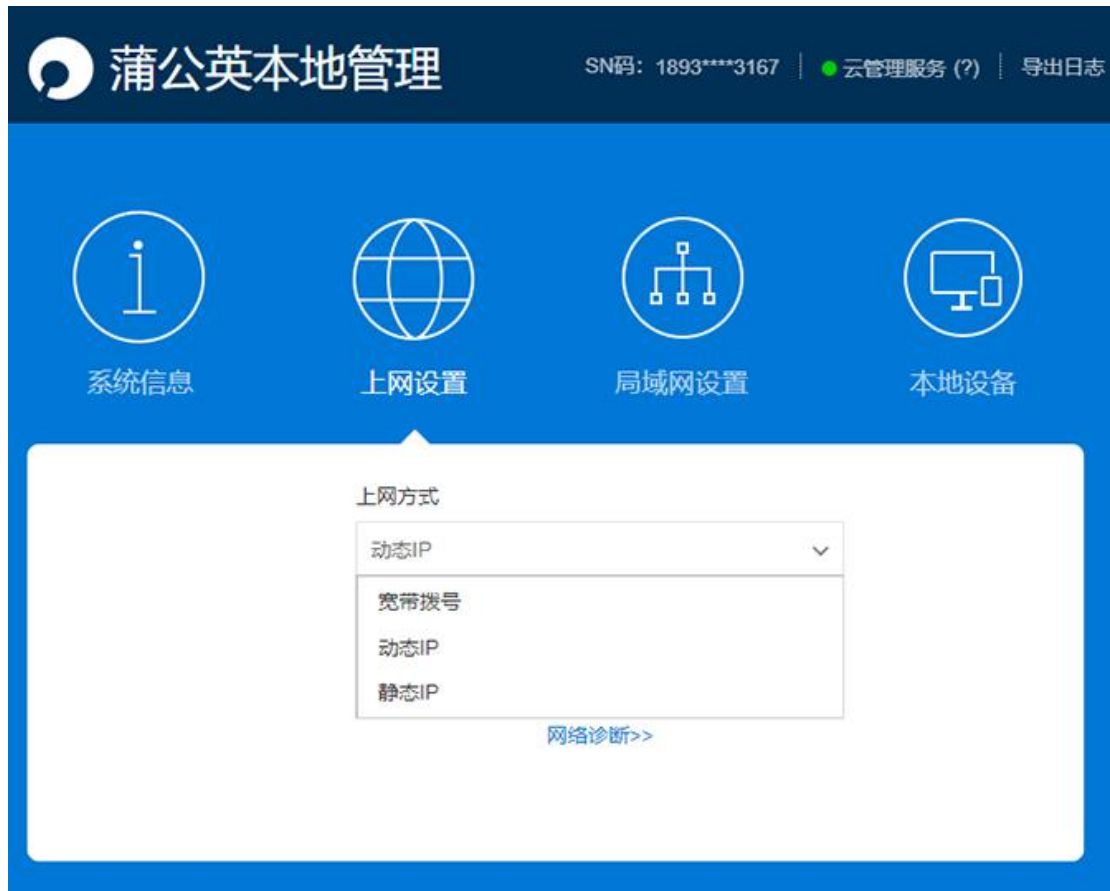 蒲公英本地管理
SN码：1893****3167
云管理服务 (?)
导出日志
系统信息
上网设置
局域网设置
本地设备
上网方式
动态IP
宽带拨号
动态IP
静态IP
网络诊断>>